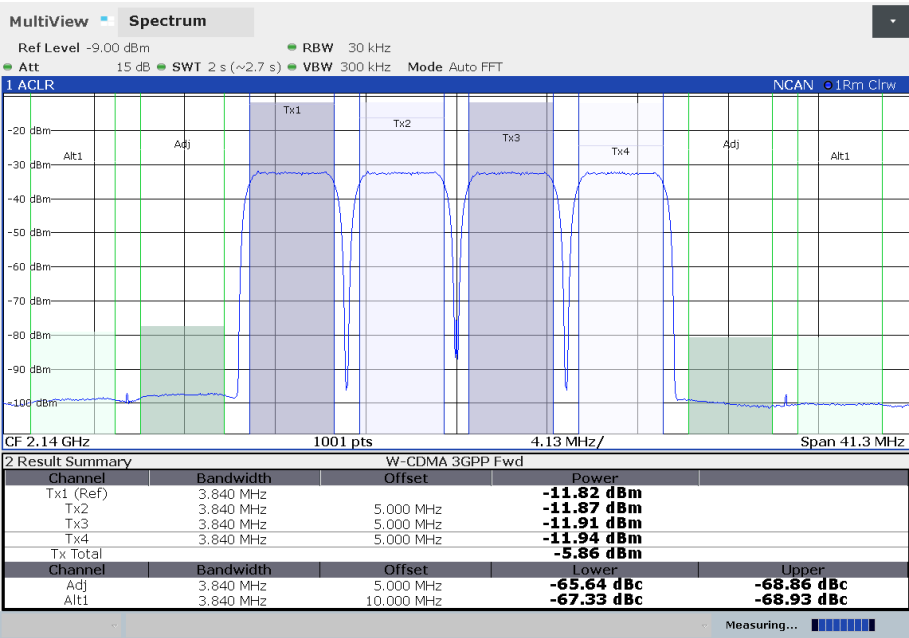 MultiView Spectrum
Ref Level -9.00 dBm RBW 30 kHz
Att 15 dB SWT 2 s (~2.7 s) VBW 300 kHz Mode Auto FFT
1 ACLR NCAN 1Rm Clrw
Tx1
Tx2
-20 dBm
Tx3
Adj Adj
Tx4
Alt1 Alt1
-30 dBm
-40 dBm
-50 dBm
-60 dBm
-70 dBm
-80 dBm
-90 dBm
-100 dBm
CF 2.14 GHz 1001 pts 4.13 MHz/ Span 41.3 MHz
2 Result Summary W-CDMA 3GPP Fwd
Channel Bandwidth Offset Power
Tx1 (Ref) 3.840 MHz -11.82 dBm
Tx2 3.840 MHz 5.000 MHz -11.87 dBm
Tx3 3.840 MHz 5.000 MHz -11.91 dBm
Tx4 3.840 MHz 5.000 MHz -11.94 dBm
Tx Total -5.86 dBm
Channel Bandwidth Offset Lower Upper
Adj 3.840 MHz 5.000 MHz -65.64 dBc -68.86 dBc
Alt1 3.840 MHz 10.000 MHz -67.33 dBc -68.93 dBc
Measuring...